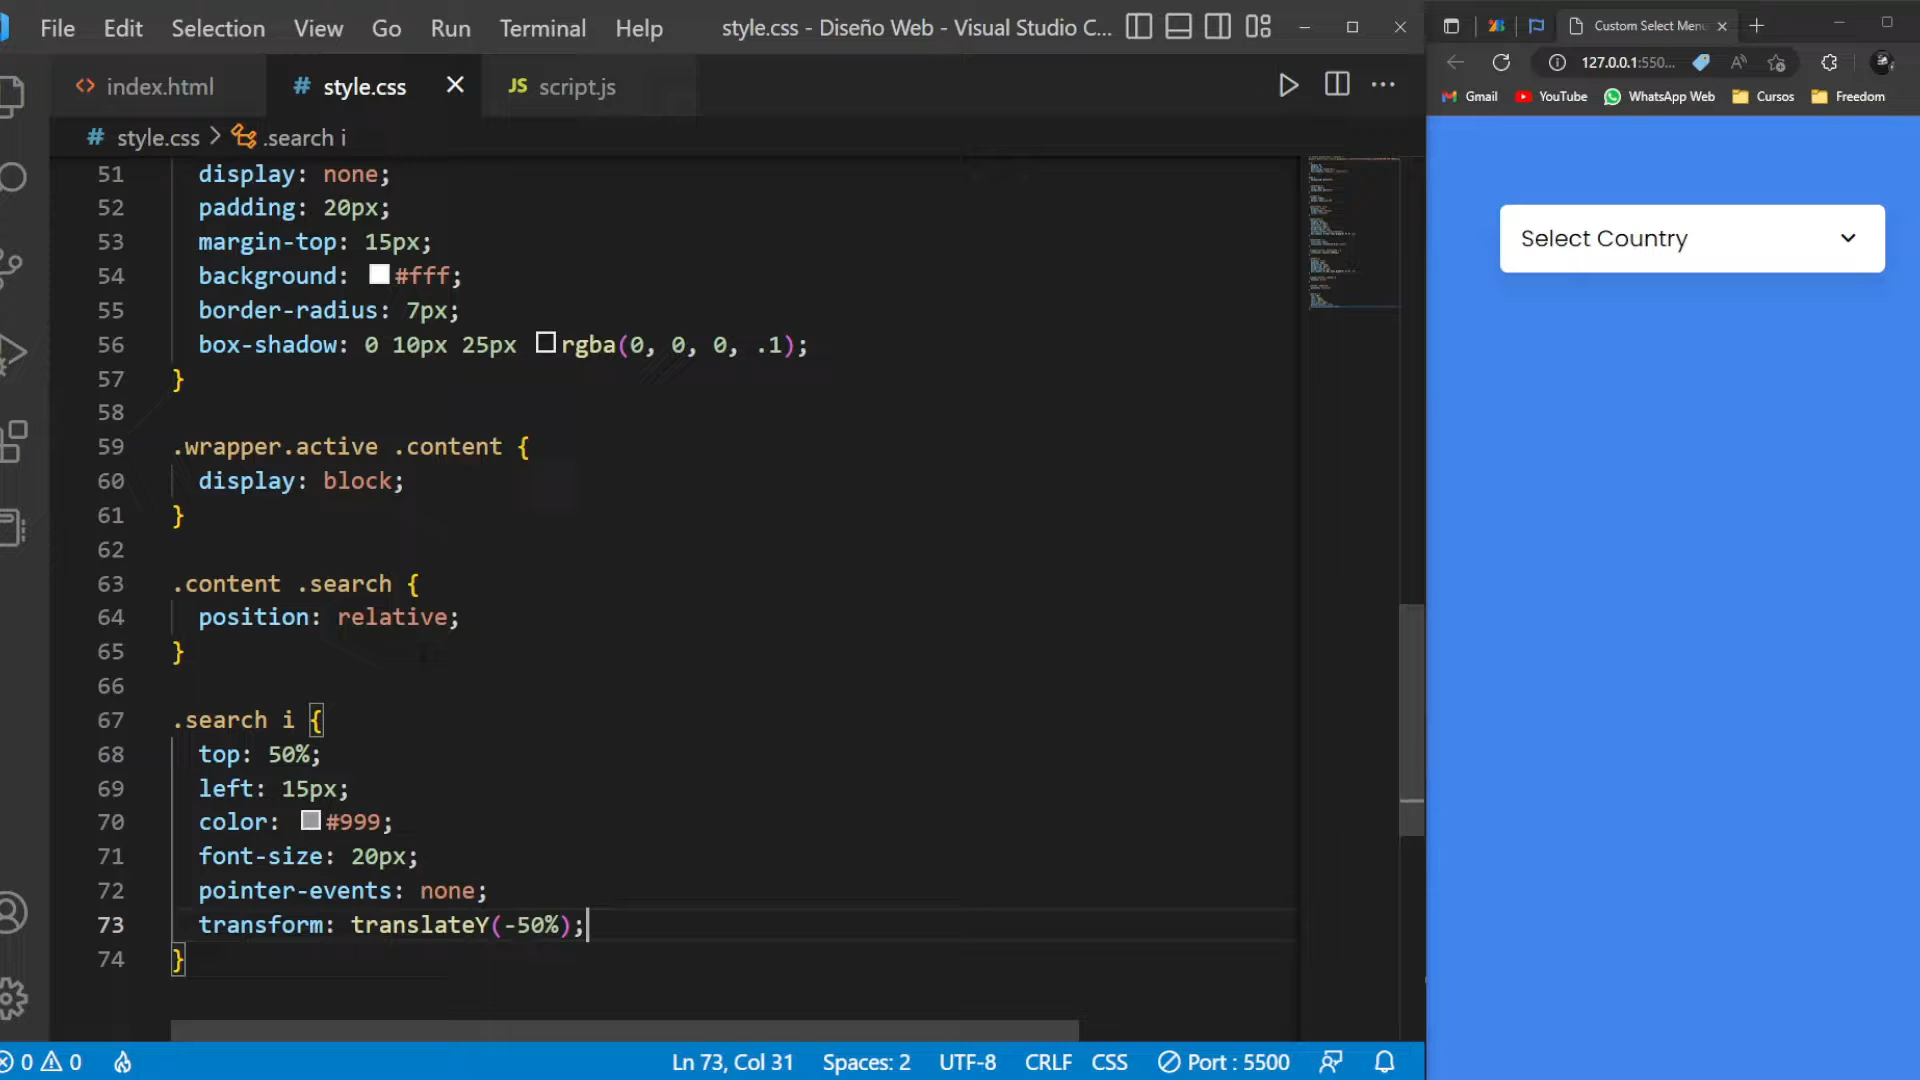 File Edit Selection View Go Run Terminal Help style.css - Diseño Web - Visual Studio C...
index.html # style.css JS script.js
# style.css > .search i
51 display: none;
52 padding: 20px;
53 margin-top: 15px;
54 background: #fff;
55 border-radius: 7px;
56 box-shadow: 0 10px 25px rgba(0, 0, 0, .1);
57 }
58
59 .wrapper.active .content {
60 display: block;
61 }
62
63 .content .search {
64 position: relative;
65 }
66
67 .search i {
68 top: 50%;
69 left: 15px;
70 color: #999;
71 font-size: 20px;
72 pointer-events: none;
73 transform: translateY(-50%);
74 }
0 0 Ln 73, Col 31 Spaces: 2 UTF-8 CRLF CSS Port : 5500
Custom Select Menu
127.0.0.1:550...
Gmail YouTube WhatsApp Web Cursos Freedom
Select Country